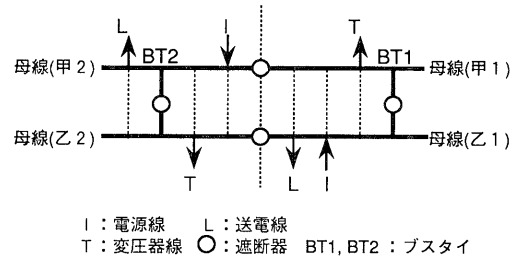 L I T
BT2 BT1
母線(甲2) 母線(甲1)
母線(乙2) 母線(乙1)
T L I
I：電源線 L：送電線
T：変圧器線 ○：遮断器 BT1, BT2：ブスタイ